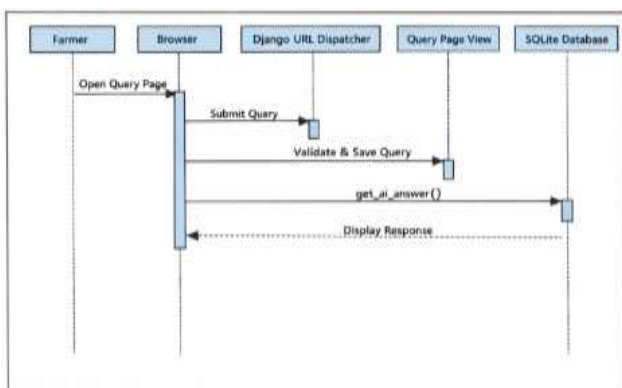 Farmer
Browser
Django URL Dispatcher
Query Page View
SQLite Database
Open Query Page
Submit Query
Validate & Save Query
get_ai_answer()
Display Response